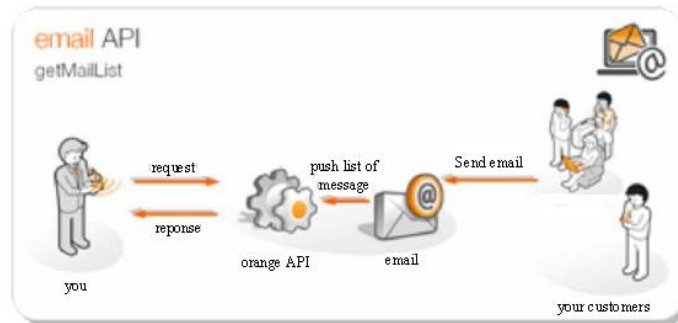 email API
getMailList
request
push list of
message
Send email
@
reponse
orange API
email
you
your customers
@